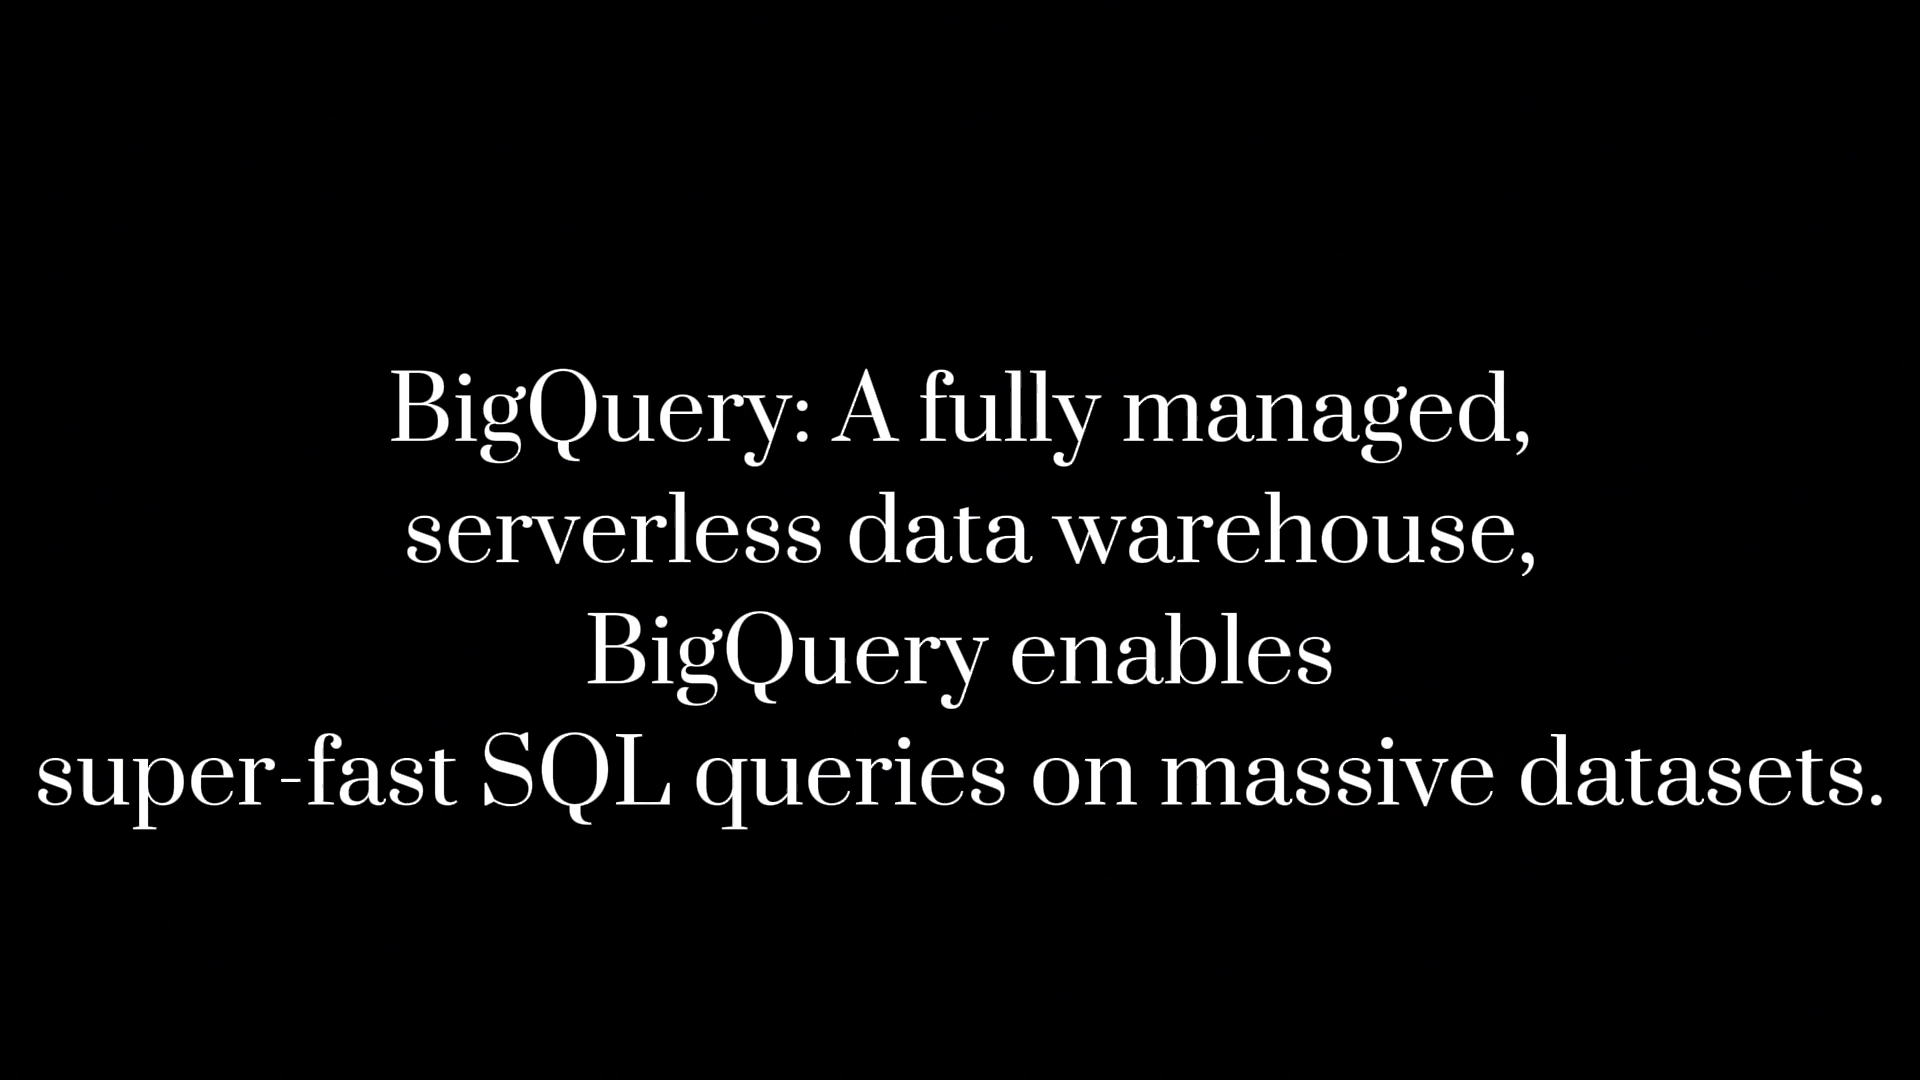 BigQuery: A fully managed,
serverless data warehouse,
BigQuery enables
super-fast SQL queries on massive datasets.